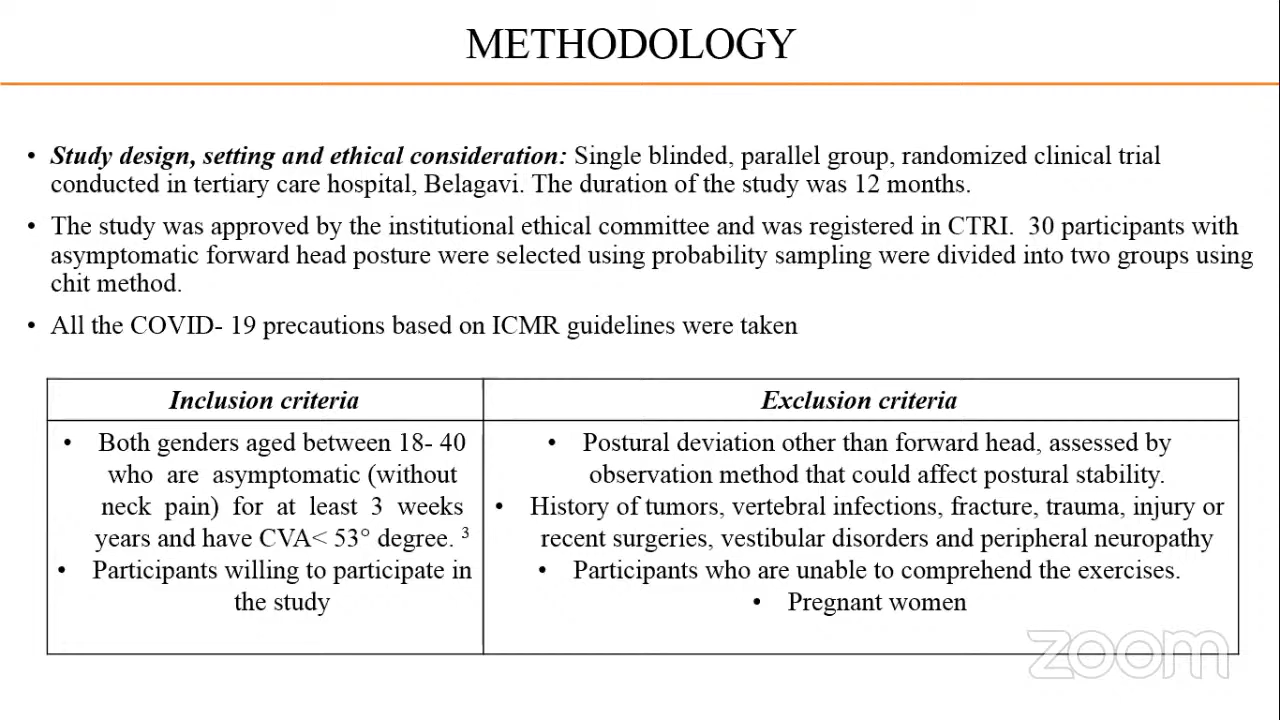 METHODOLOGY
• Study design, setting and ethical consideration: Single blinded, parallel group, randomized clinical trial
conducted in tertiary care hospital, Belagavi. The duration of the study was 12 months.
• The study was approved by the institutional ethical committee and was registered in CTRI. 30 participants with
asymptomatic forward head posture were selected using probability sampling were divided into two groups using
chit method.
• All the COVID- 19 precautions based on ICMR guidelines were taken
Inclusion criteria
• Both genders aged between 18- 40
who are asymptomatic (without
neck pain) for at least 3 weeks
years and have CVA< 53° degree. ³
• Participants willing to participate in
the study
Exclusion criteria
• Postural deviation other than forward head, assessed by
observation method that could affect postural stability.
• History of tumors, vertebral infections, fracture, trauma, injury or
recent surgeries, vestibular disorders and peripheral neuropathy
• Participants who are unable to comprehend the exercises.
• Pregnant women
zoom